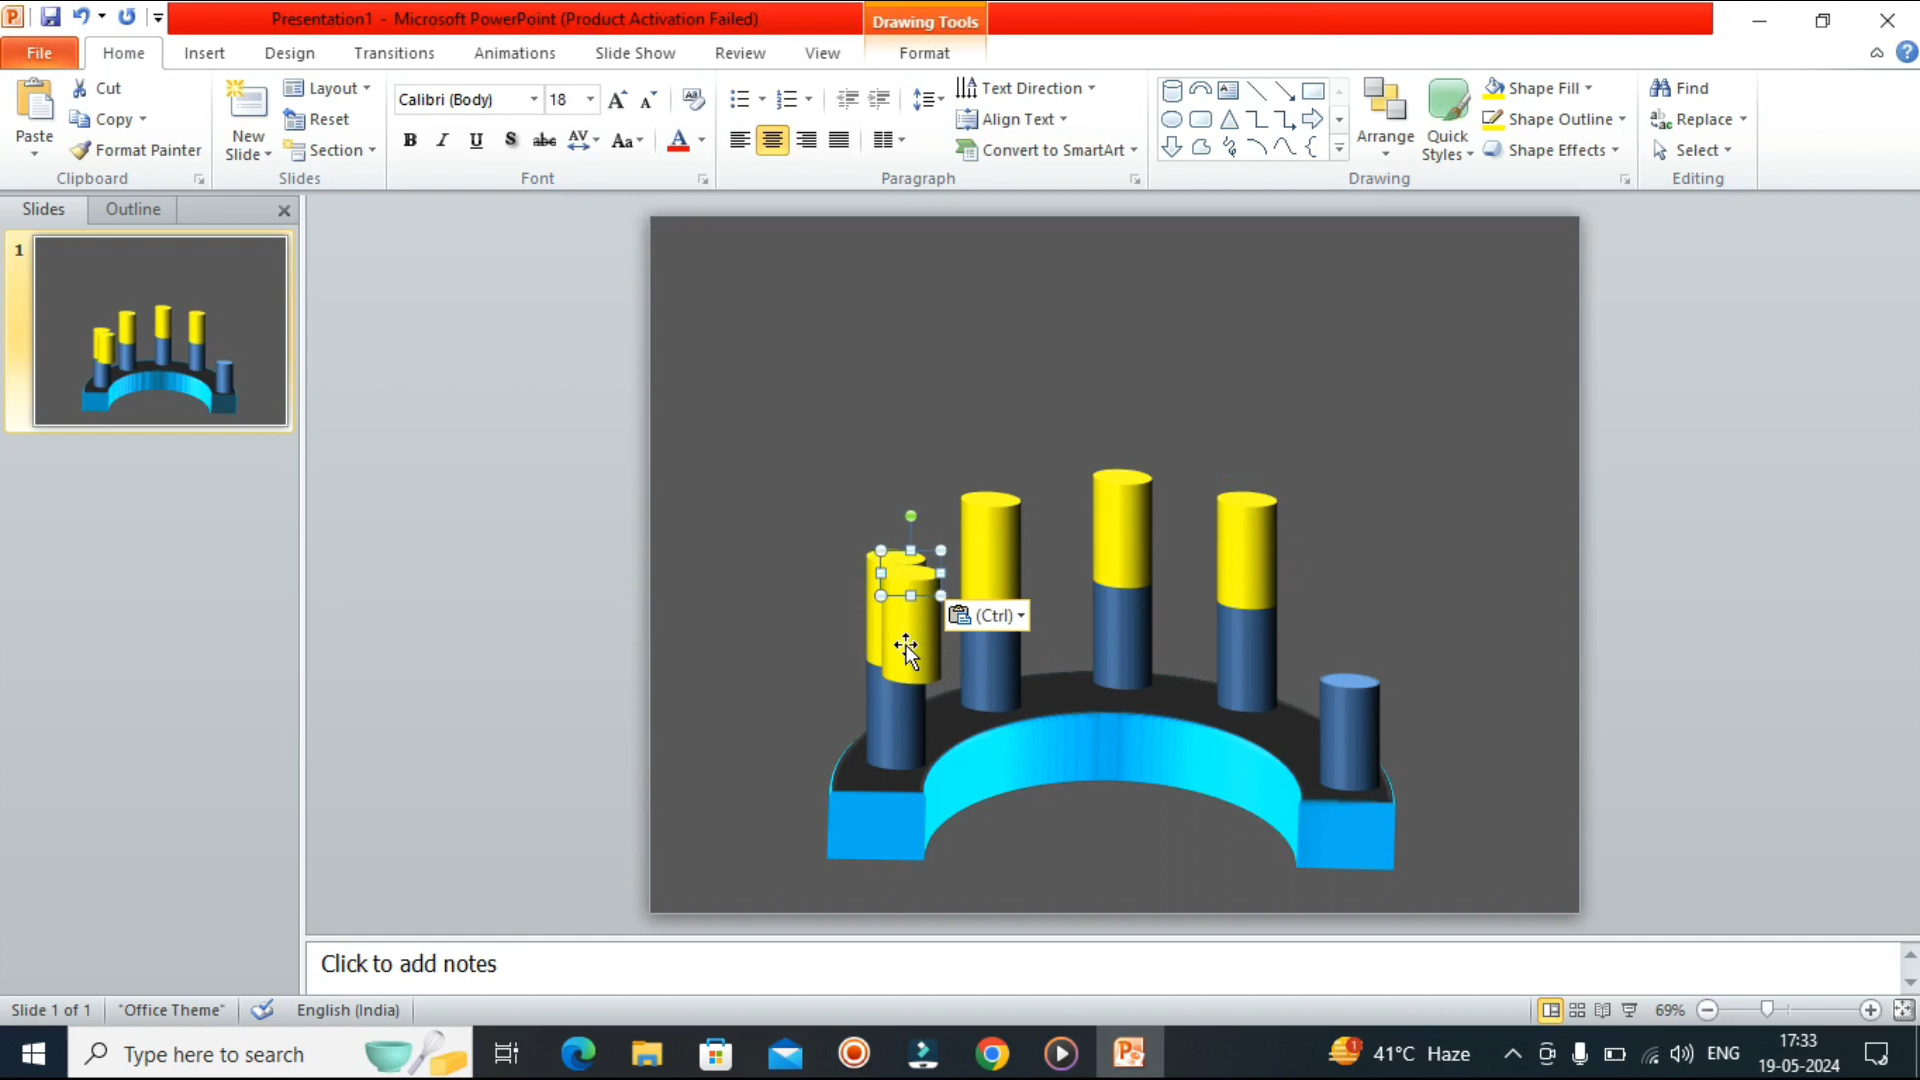 Presentation1 - Microsoft PowerPoint (Product Activation Failed)
Drawing Tools
File
Home
Insert
Design
Transitions
Animations
Slide Show
Review
View
Format
Paste
Cut
Copy
Format Painter
Clipboard
New Slide
Layout
Reset
Section
Slides
Calibri (Body)
18
B I U S abc AV Aa A
Font
Text Direction
Align Text
Convert to SmartArt
Paragraph
Arrange
Quick Styles
Shape Fill
Shape Outline
Shape Effects
Drawing
Find
Replace
Select
Editing
Slides
Outline
1
(Ctrl)
Click to add notes
Slide 1 of 1
"Office Theme"
English (India)
69%
Type here to search
41°C Haze
ENG
17:33
19-05-2024